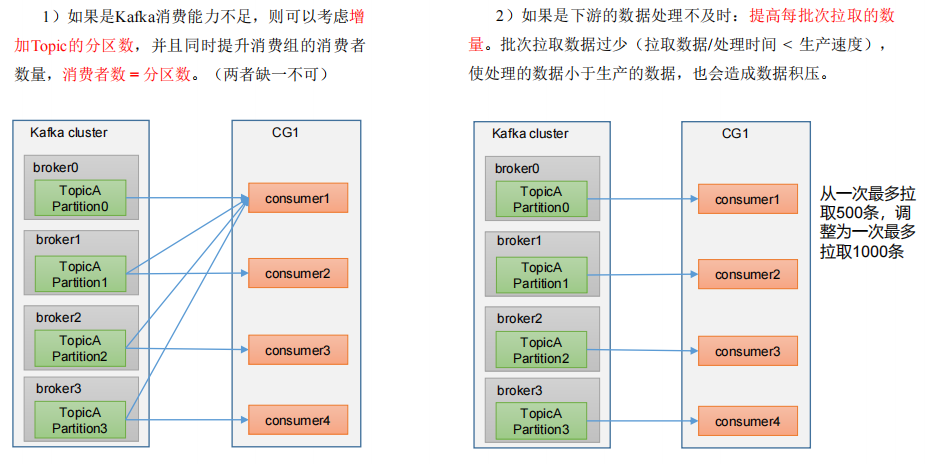 1）如果是Kafka消费能力不足，则可以考虑增
加Topic的分区数，并且同时提升消费组的消费者
数量，消费者数 = 分区数。（两者缺一不可）
Kafka cluster
CG1
broker0
TopicA
Partition0
consumer1
broker1
TopicA
Partition1
consumer2
broker2
TopicA
Partition2
consumer3
broker3
TopicA
Partition3
consumer4
2）如果是下游的数据处理不及时：提高每批次拉取的数
量。批次拉取数据过少（拉取数据/处理时间 < 生产速度），
使处理的数据小于生产的数据，也会造成数据积压。
Kafka cluster
CG1
broker0
TopicA
Partition0
consumer1
broker1
TopicA
Partition1
consumer2
broker2
TopicA
Partition2
consumer3
broker3
TopicA
Partition3
consumer4
从一次最多拉
取500条，调
整为一次最多
拉取1000条